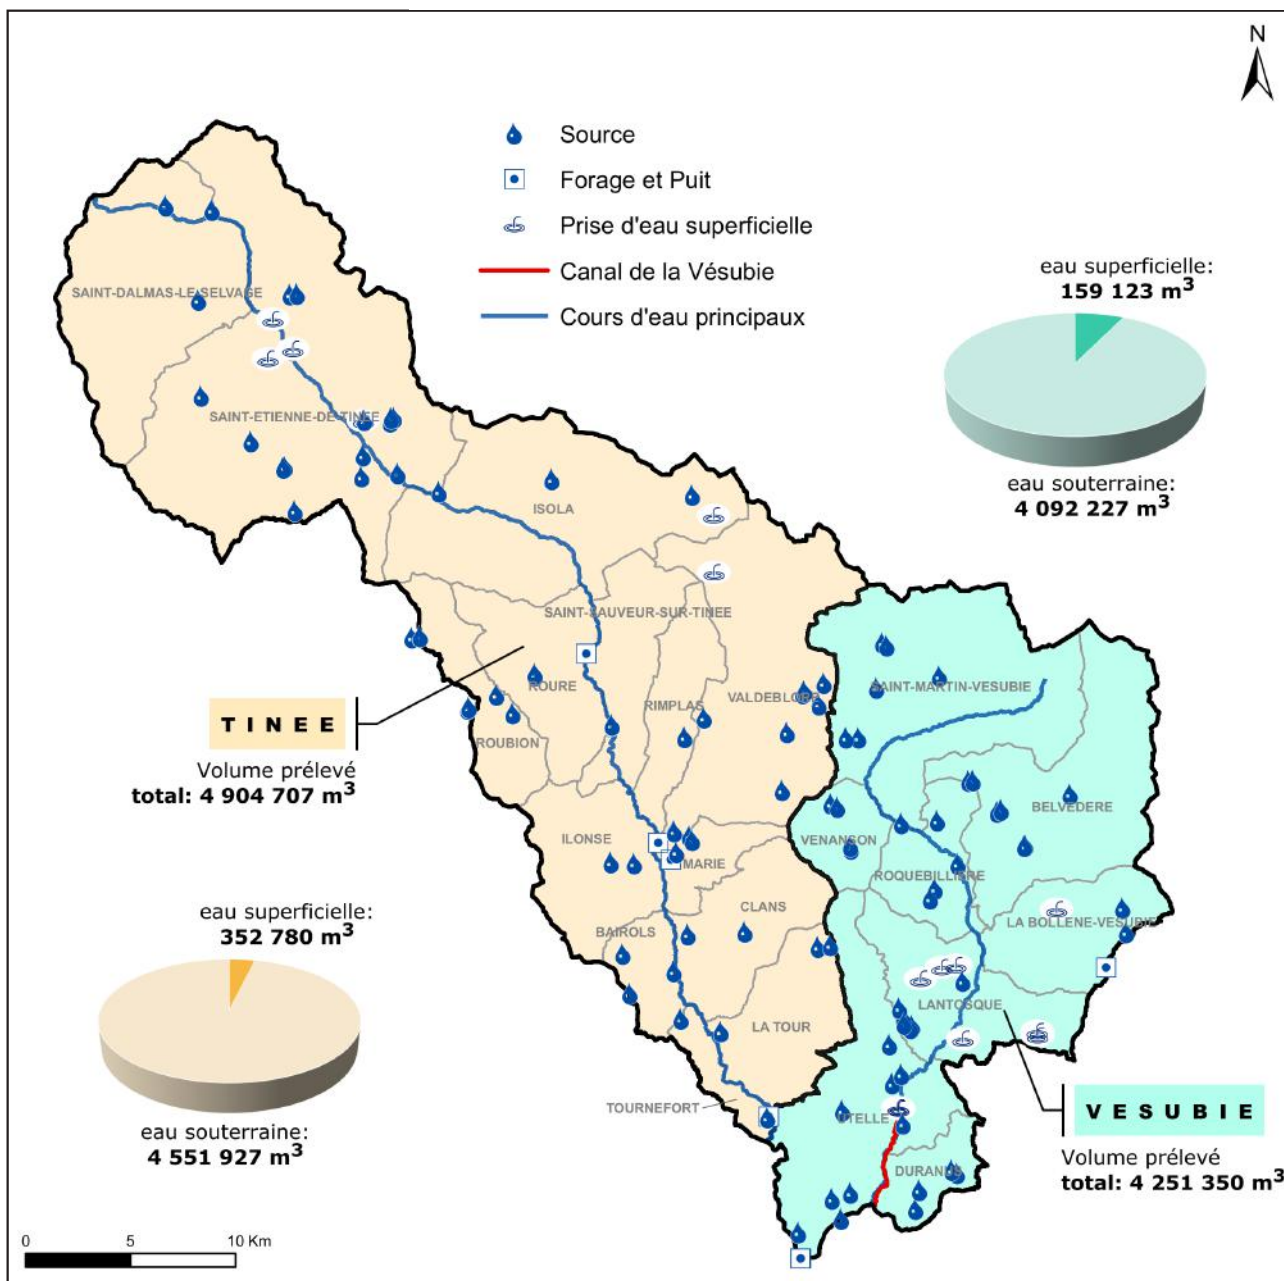 N
Source
Forage et Puit
Prise d'eau superficielle
Canal de la Vésubie
Cours d'eau principaux
eau superficielle:
159 123 m³
eau souterraine:
4 092 227 m³
SAINT-DALMAS-LE-SELVAGE
SAINT-ETIENNE-DE-TINEE
ISOLA
SAINT-SAUVEUR-SUR-TINEE
ROURE
RIMPLAS
VALDEBLORE
SAINT-MARTIN-VESUBIE
ROUBION
TINEE
Volume prélevé
total: 4 904 707 m³
BELVEDERE
ILONSE
MARIE
VENANSON
ROQUEBILLIERE
CLANS
LA BOLLENE-VESUBIE
BAIROLS
eau superficielle:
352 780 m³
LANTOSQUE
LA TOUR
TOURNEFORT
UTELLE
VESUBIE
eau souterraine:
4 551 927 m³
Volume prélevé
total: 4 251 350 m³
DURANUS
0 5 10 Km